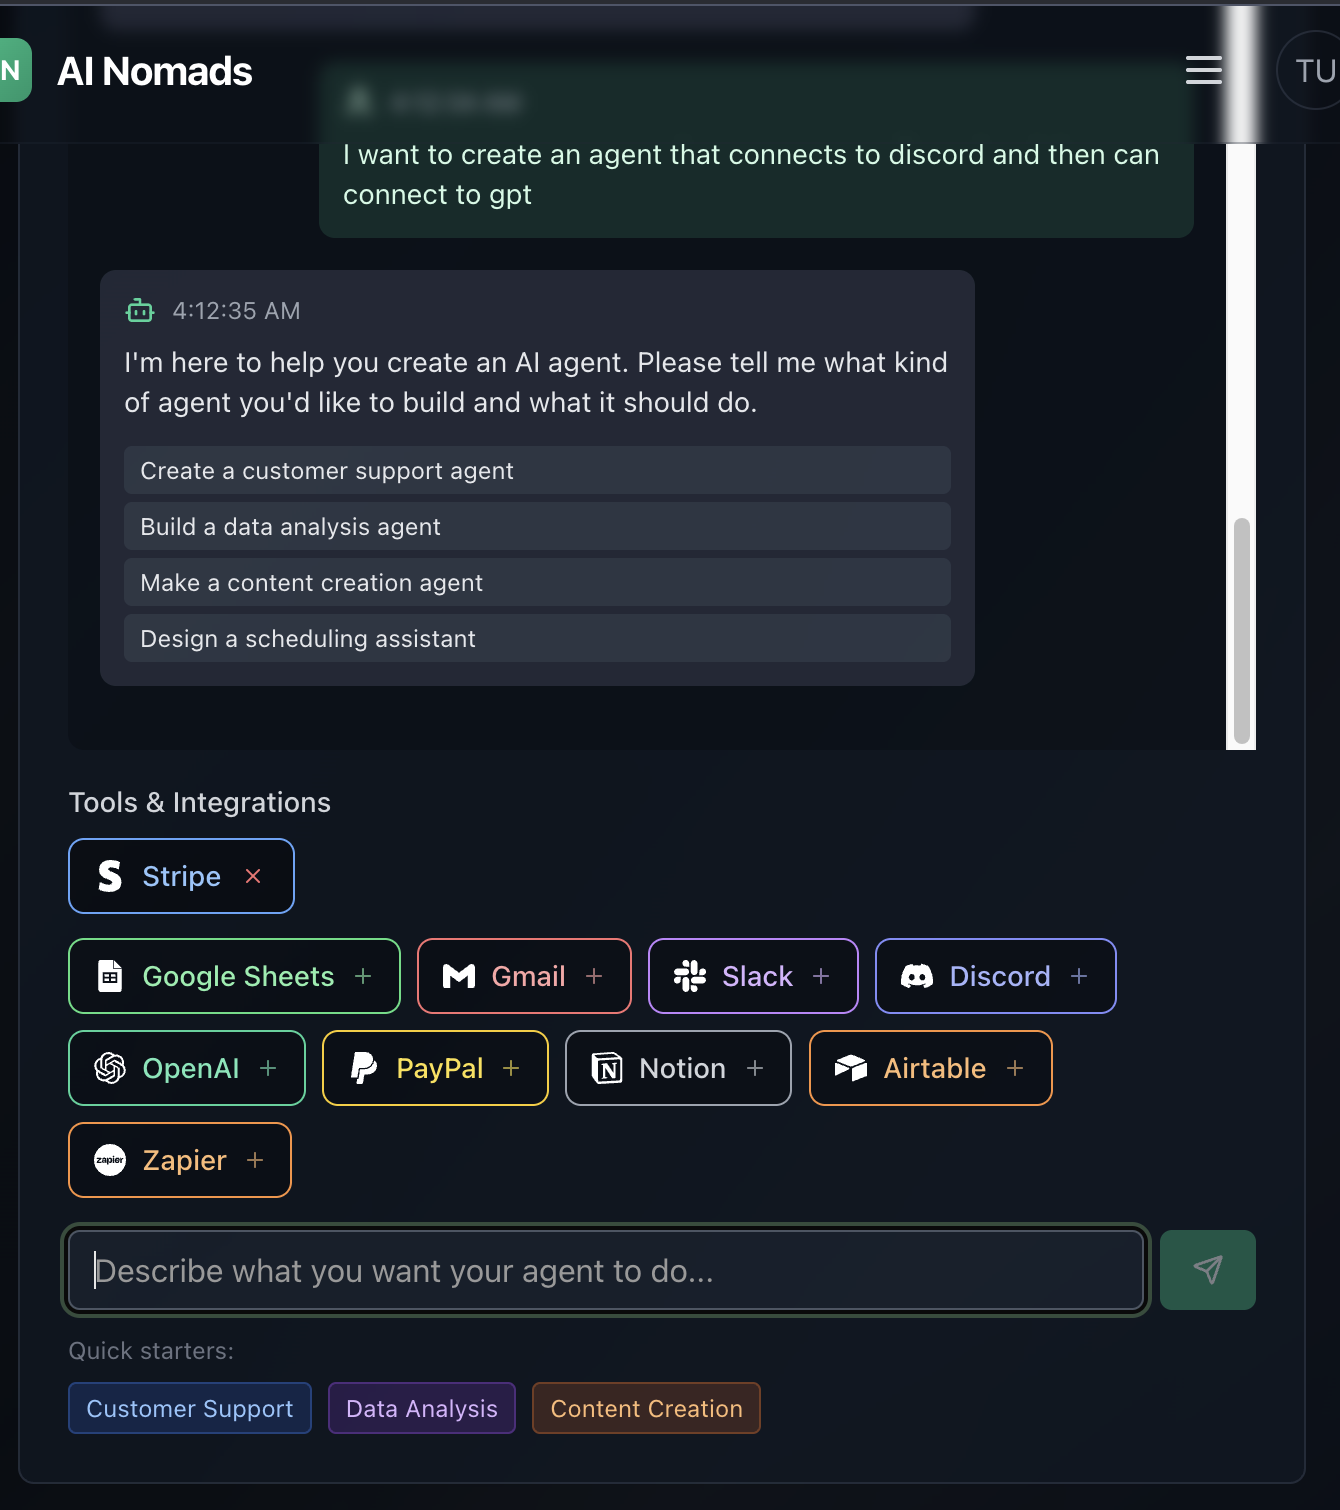 N
AI Nomads
TU
I want to create an agent that connects to discord and then can
connect to gpt
4:12:35 AM
I'm here to help you create an AI agent. Please tell me what kind
of agent you'd like to build and what it should do.
Create a customer support agent
Build a data analysis agent
Make a content creation agent
Design a scheduling assistant
Tools & Integrations
Stripe ×
Google Sheets +
Gmail +
Slack +
Discord +
OpenAI +
PayPal +
Notion +
Airtable +
zapier Zapier +
Describe what you want your agent to do...
Quick starters:
Customer Support
Data Analysis
Content Creation